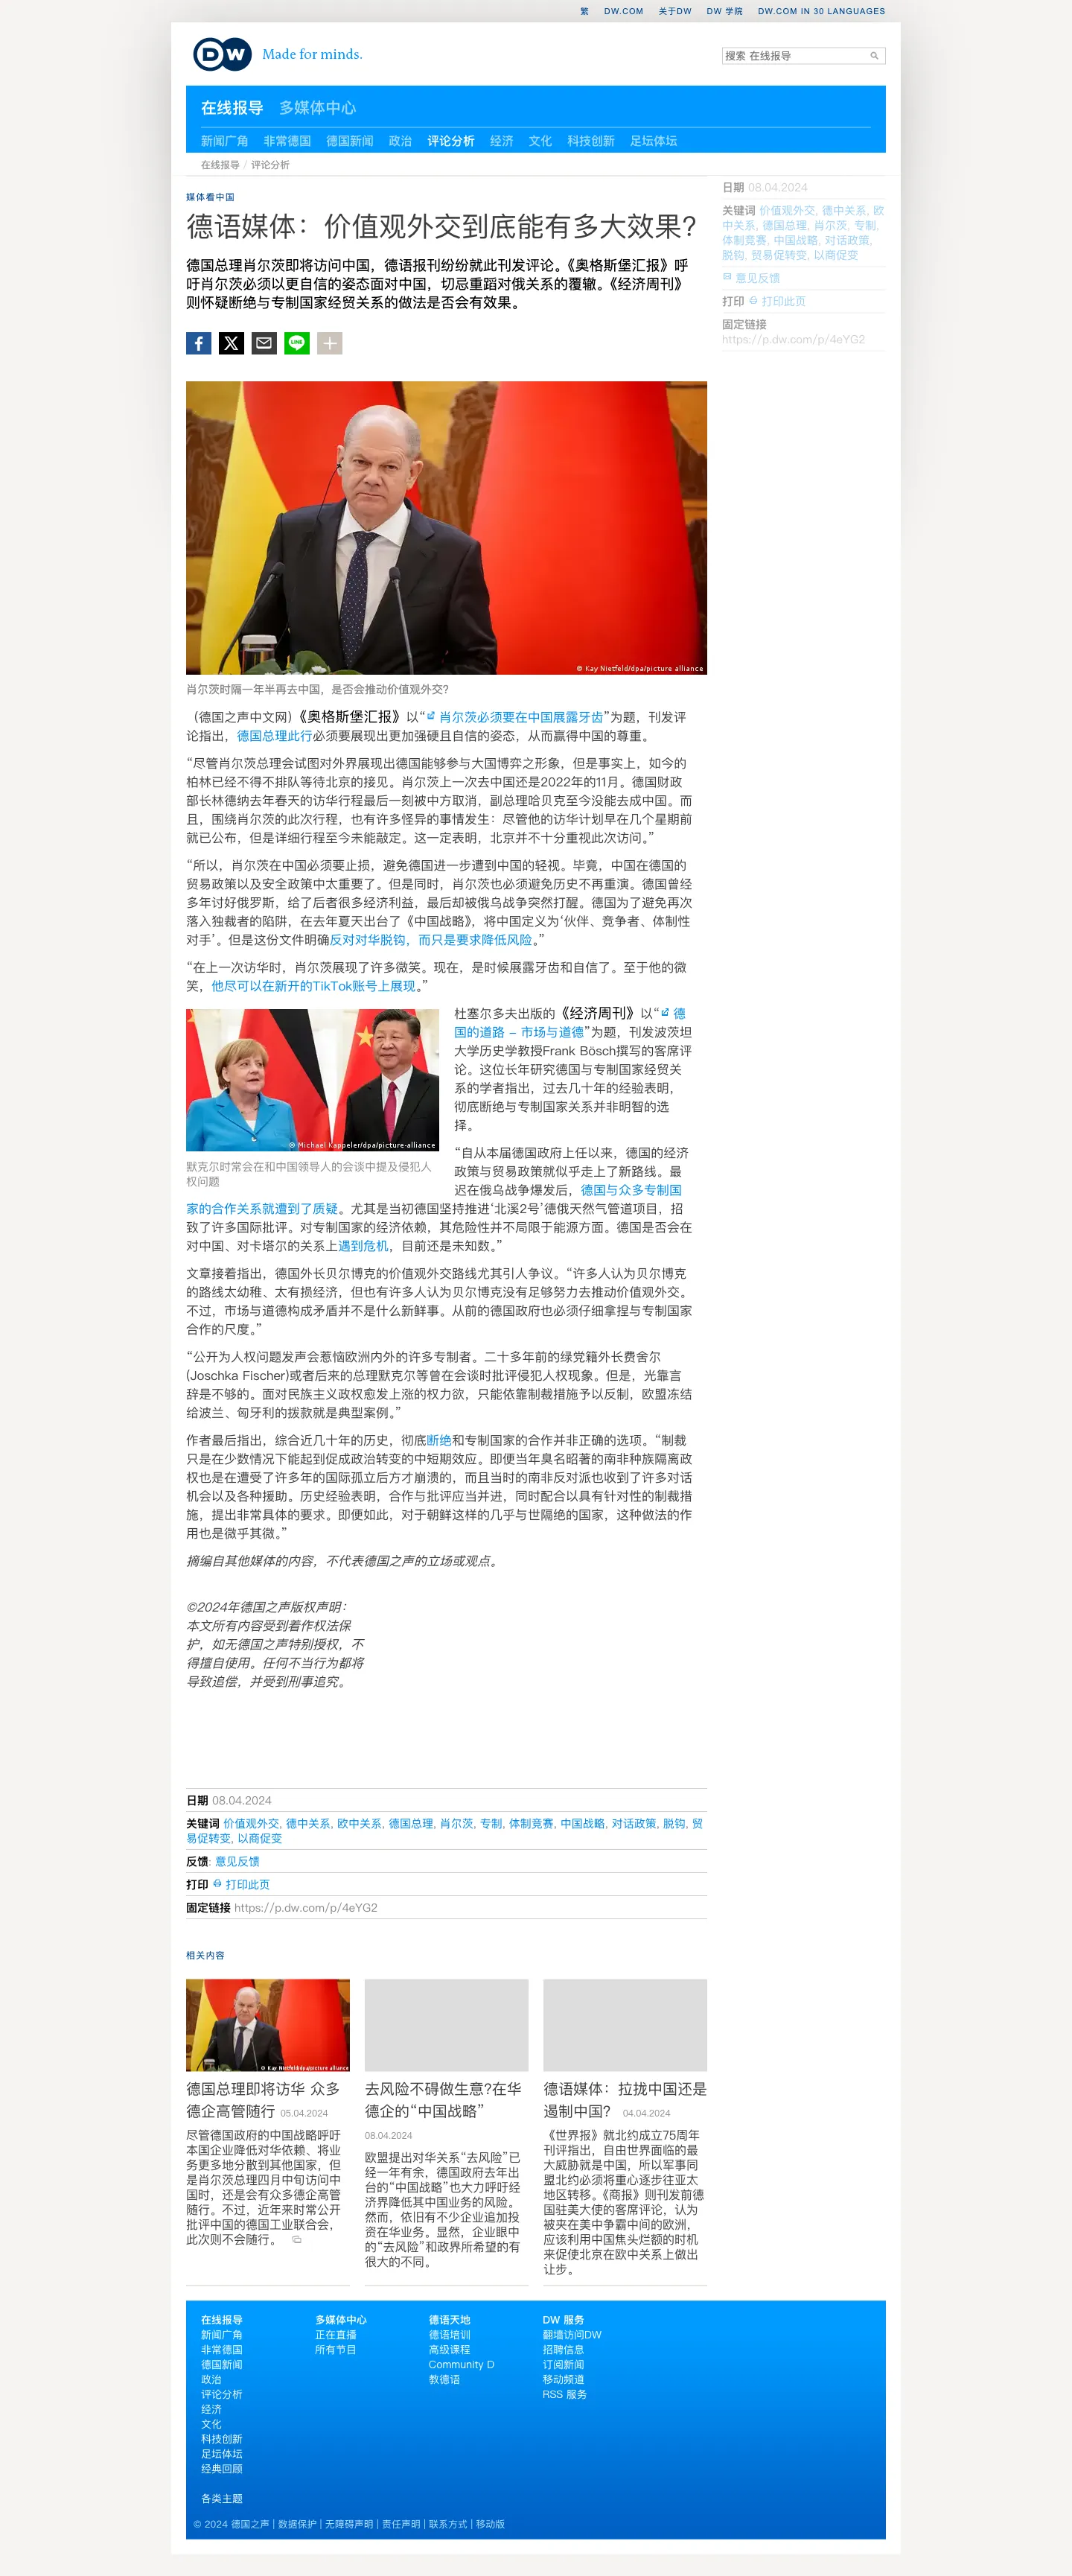 繁 DW.COM 关于DW DW 学院 DW.COM IN 30 LANGUAGES
DW Made for minds.
搜索 在线报导
在线报导 多媒体中心
新闻广角 非常德国 德国新闻 政治 评论分析 经济 文化 科技创新 足坛体坛
在线报导 / 评论分析
媒体看中国
德语媒体：价值观外交到底能有多大效果?
德国总理肖尔茨即将访问中国，德语报刊纷纷就此刊发评论。《奥格斯堡汇报》呼
吁肖尔茨必须以更自信的姿态面对中国，切忌重蹈对俄关系的覆辙。《经济周刊》
则怀疑断绝与专制国家经贸关系的做法是否会有效果。
日期 08.04.2024
关键词 价值观外交, 德中关系, 欧
中关系, 德国总理, 肖尔茨, 专制,
体制竞赛, 中国战略, 对话政策,
脱钩, 贸易促转变, 以商促变
意见反馈
打印 打印此页
固定链接
https://p.dw.com/p/4eYG2
LINE
© Kay Nietfeld/dpa/picture alliance
肖尔茨时隔一年半再去中国，是否会推动价值观外交?
（德国之声中文网）《奥格斯堡汇报》以“ 肖尔茨必须要在中国展露牙齿”为题，刊发评
论指出，德国总理此行必须要展现出更加强硬且自信的姿态，从而赢得中国的尊重。
“尽管肖尔茨总理会试图对外界展现出德国能够参与大国博弈之形象，但是事实上，如今的
柏林已经不得不排队等待北京的接见。肖尔茨上一次去中国还是2022年的11月。德国财政
部长林德纳去年春天的访华行程最后一刻被中方取消，副总理哈贝克至今没能去成中国。而
且，围绕肖尔茨的此次行程，也有许多怪异的事情发生：尽管他的访华计划早在几个星期前
就已公布，但是详细行程至今未能敲定。这一定表明，北京并不十分重视此次访问。”
“所以，肖尔茨在中国必须要止损，避免德国进一步遭到中国的轻视。毕竟，中国在德国的
贸易政策以及安全政策中太重要了。但是同时，肖尔茨也必须避免历史不再重演。德国曾经
多年讨好俄罗斯，给了后者很多经济利益，最后却被俄乌战争突然打醒。德国为了避免再次
落入独裁者的陷阱，在去年夏天出台了《中国战略》，将中国定义为‘伙伴、竞争者、体制性
对手’。但是这份文件明确反对对华脱钩，而只是要求降低风险。”
“在上一次访华时，肖尔茨展现了许多微笑。现在，是时候展露牙齿和自信了。至于他的微
笑，他尽可以在新开的TikTok账号上展现。”
© Michael Kappeler/dpa/picture-alliance
默克尔时常会在和中国领导人的会谈中提及侵犯人
权问题
杜塞尔多夫出版的《经济周刊》以“ 德
国的道路 – 市场与道德”为题，刊发波茨坦
大学历史学教授Frank Bösch撰写的客席评
论。这位长年研究德国与专制国家经贸关
系的学者指出，过去几十年的经验表明，
彻底断绝与专制国家关系并非明智的选
择。
“自从本届德国政府上任以来，德国的经济
政策与贸易政策就似乎走上了新路线。最
迟在俄乌战争爆发后，德国与众多专制国
家的合作关系就遭到了质疑。尤其是当初德国坚持推进‘北溪2号’德俄天然气管道项目，招
致了许多国际批评。对专制国家的经济依赖，其危险性并不局限于能源方面。德国是否会在
对中国、对卡塔尔的关系上遇到危机，目前还是未知数。”
文章接着指出，德国外长贝尔博克的价值观外交路线尤其引人争议。“许多人认为贝尔博克
的路线太幼稚、太有损经济，但也有许多人认为贝尔博克没有足够努力去推动价值观外交。
不过，市场与道德构成矛盾并不是什么新鲜事。从前的德国政府也必须仔细拿捏与专制国家
合作的尺度。”
“公开为人权问题发声会惹恼欧洲内外的许多专制者。二十多年前的绿党籍外长费舍尔
(Joschka Fischer)或者后来的总理默克尔等曾在会谈时批评侵犯人权现象。但是，光靠言
辞是不够的。面对民族主义政权愈发上涨的权力欲，只能依靠制裁措施予以反制，欧盟冻结
给波兰、匈牙利的拨款就是典型案例。”
作者最后指出，综合近几十年的历史，彻底断绝和专制国家的合作并非正确的选项。“制裁
只是在少数情况下能起到促成政治转变的中短期效应。即便当年臭名昭著的南非种族隔离政
权也是在遭受了许多年的国际孤立后方才崩溃的，而且当时的南非反对派也收到了许多对话
机会以及各种援助。历史经验表明，合作与批评应当并进，同时配合以具有针对性的制裁措
施，提出非常具体的要求。即便如此，对于朝鲜这样的几乎与世隔绝的国家，这种做法的作
用也是微乎其微。”
摘编自其他媒体的内容，不代表德国之声的立场或观点。
©2024年德国之声版权声明：
本文所有内容受到着作权法保
护，如无德国之声特别授权，不
得擅自使用。任何不当行为都将
导致追偿，并受到刑事追究。
日期 08.04.2024
关键词 价值观外交, 德中关系, 欧中关系, 德国总理, 肖尔茨, 专制, 体制竞赛, 中国战略, 对话政策, 脱钩, 贸
易促转变, 以商促变
反馈: 意见反馈
打印 打印此页
固定链接 https://p.dw.com/p/4eYG2
相关内容
© Kay Nietfeld/dpa/picture alliance
德国总理即将访华 众多
德企高管随行 05.04.2024
尽管德国政府的中国战略呼吁
本国企业降低对华依赖、将业
务更多地分散到其他国家，但
是肖尔茨总理四月中旬访问中
国时，还是会有众多德企高管
随行。不过，近年来时常公开
批评中国的德国工业联合会，
此次则不会随行。
去风险不碍做生意?在华
德企的“中国战略”
08.04.2024
欧盟提出对华关系“去风险”已
经一年有余，德国政府去年出
台的“中国战略”也大力呼吁经
济界降低其中国业务的风险。
然而，依旧有不少企业追加投
资在华业务。显然，企业眼中
的“去风险”和政界所希望的有
很大的不同。
德语媒体：拉拢中国还是
遏制中国？ 04.04.2024
《世界报》就北约成立75周年
刊评指出，自由世界面临的最
大威胁就是中国，所以军事同
盟北约必须将重心逐步往亚太
地区转移。《商报》则刊发前德
国驻美大使的客席评论，认为
被夹在美中争霸中间的欧洲，
应该利用中国焦头烂额的时机
来促使北京在欧中关系上做出
让步。
在线报导
新闻广角
非常德国
德国新闻
政治
评论分析
经济
文化
科技创新
足坛体坛
经典回顾
各类主题
多媒体中心
正在直播
所有节目
德语天地
德语培训
高级课程
Community D
教德语
DW 服务
翻墙访问DW
招聘信息
订阅新闻
移动频道
RSS 服务
© 2024 德国之声 | 数据保护 | 无障碍声明 | 责任声明 | 联系方式 | 移动版